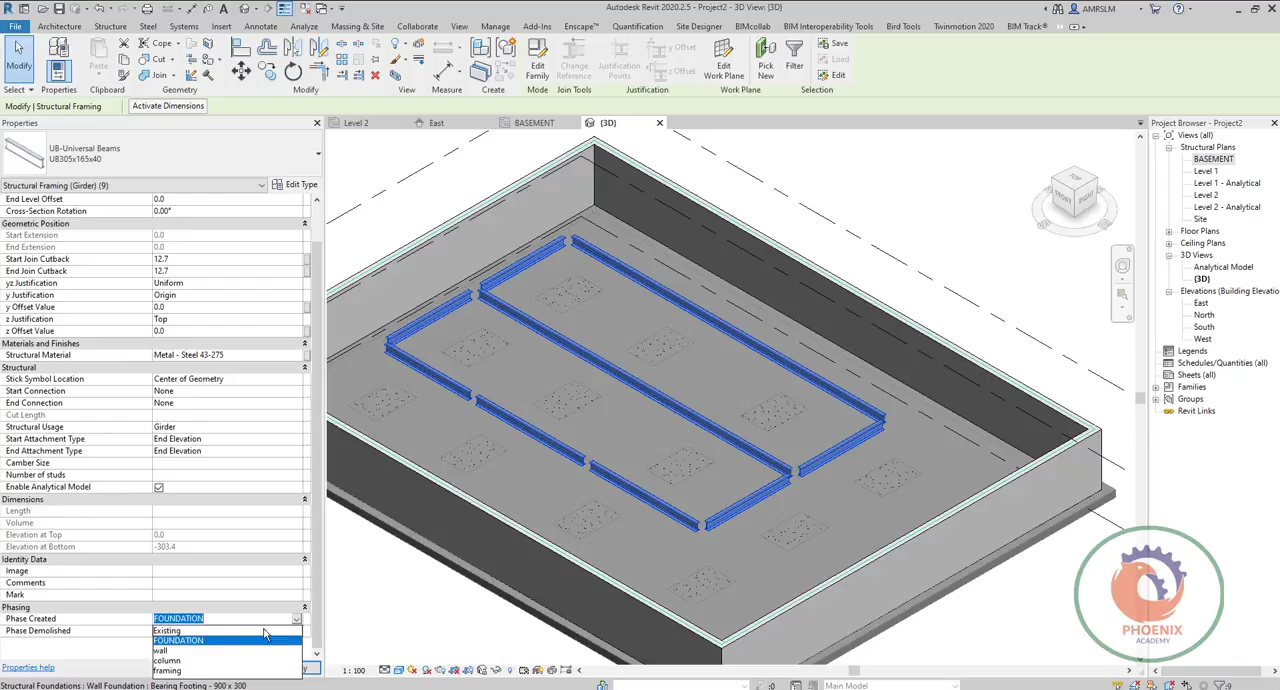 Autodesk Revit 2020.2.5 - Project2 - 3D View: {3D}
AMRSLM
File Architecture Structure Steel Systems Insert Annotate Analyze Massing & Site Collaborate View Manage Add-Ins Enscape™ Quantification Site Designer BIMcollab BIM Interoperability Tools Bird Tools Twinmotion 2020 BIM Track®
Modify
Paste
Cope
Cut
Join
Edit Family
Change Reference
Justification Points
y Offset
z Offset
Edit Work Plane
Pick New
Filter
Save
Load
Edit
Select Properties Clipboard Geometry Modify View Measure Create Mode Join Tools Justification Work Plane Selection
Modify | Structural Framing (Girder)
Activate Dimensions
Properties
UB-Universal Beams
UB305x165x40
Structural Framing (Girder) (9)
Edit Type
End Level Offset 0.0
Cross-Section Rotation 0.00°
Geometric Position
Start Extension 0.0
End Extension 0.0
Start Join Cutback 12.7
End Join Cutback 12.7
yz Justification Uniform
y Justification Origin
y Offset Value 0.0
z Justification Top
z Offset Value 0.0
Materials and Finishes
Structural Material Metal - Steel 43-275
Structural
Stick Symbol Location Center of Geometry
Start Connection None
End Connection None
Cut Length
Structural Usage Girder
Start Attachment Type End Elevation
End Attachment Type End Elevation
Camber Size
Number of studs
Enable Analytical Model
Dimensions
Length
Volume
Elevation at Top 0.0
Elevation at Bottom -303.4
Identity Data
Image
Comments
Mark
Phasing
Phase Created FOUNDATION
Phase Demolished
Existing
FOUNDATION
wall
column
framing
Properties help
Level 2
East
BASEMENT
{3D}
TOP
FRONT
RIGHT
Project Browser - Project2
Views (all)
Structural Plans
BASEMENT
Level 1
Level 1 - Analytical
Level 2
Level 2 - Analytical
Site
Floor Plans
Ceiling Plans
3D Views
Analytical Model
{3D}
Elevations (Building Elevatio
East
North
South
West
Legends
Schedules/Quantities (all)
Sheets (all)
Families
Groups
Revit Links
PHOENIX
ACADEMY
1 : 100
Structural Foundations : Wall Foundation : Bearing Footing - 900 x 300
:0
Main Model
:9